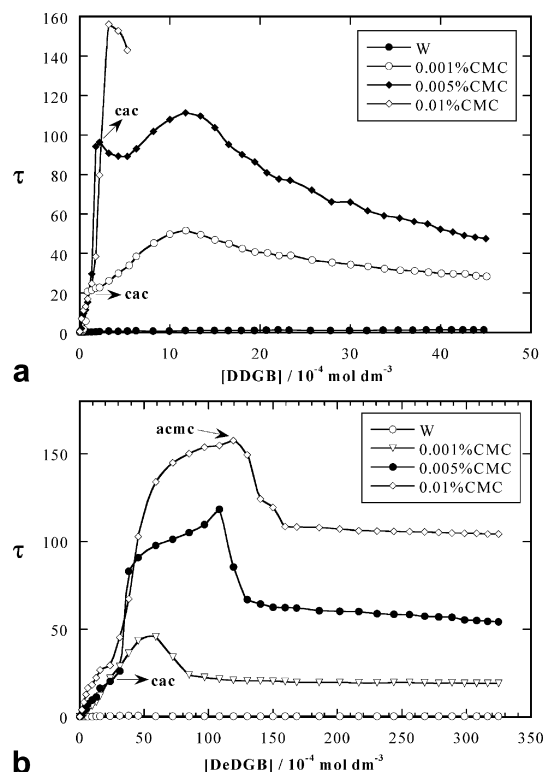 160
140
120
100
80
60
40
20
0
τ
W
0.001%CMC
0.005%CMC
0.01%CMC
cac
cac
0 10 20 30 40 50
a [DDGB] / 10⁻⁴ mol dm⁻³
200
150
100
50
0
τ
acmc
W
0.001%CMC
0.005%CMC
0.01%CMC
cac
0 50 100 150 200 250 300 350
b [DeDGB] / 10⁻⁴ mol dm⁻³